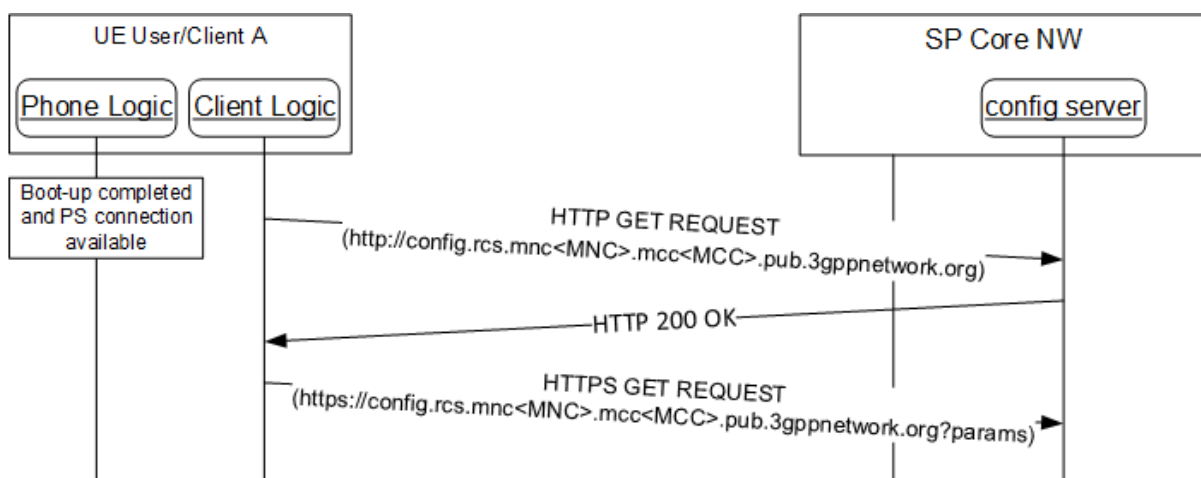 UE User/Client A
SP Core NW
Phone Logic
Client Logic
config server
Boot-up completed
and PS connection
available
HTTP GET REQUEST
(http://config.rcs.mnc<MNC>.mcc<MCC>.pub.3gppnetwork.org)
HTTP 200 OK
HTTPS GET REQUEST
(https://config.rcs.mnc<MNC>.mcc<MCC>.pub.3gppnetwork.org?params)